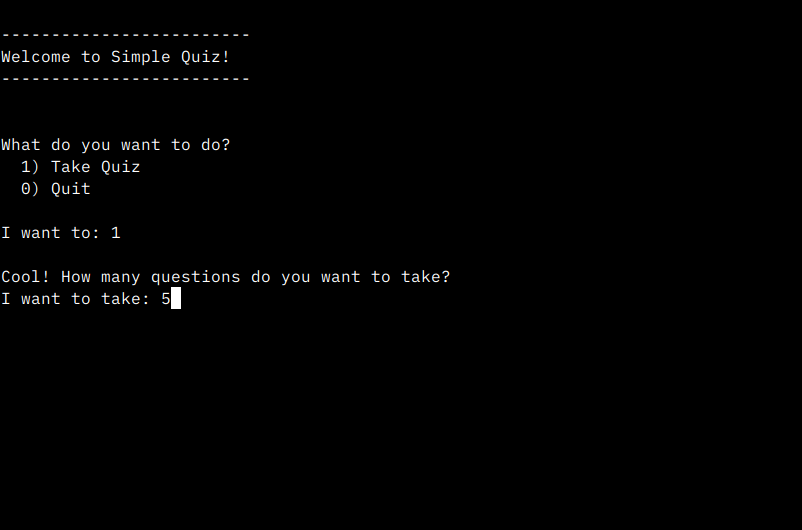 -------------------------
Welcome to Simple Quiz!
-------------------------
What do you want to do?
  1) Take Quiz
  0) Quit
I want to: 1
Cool! How many questions do you want to take?
I want to take: 5